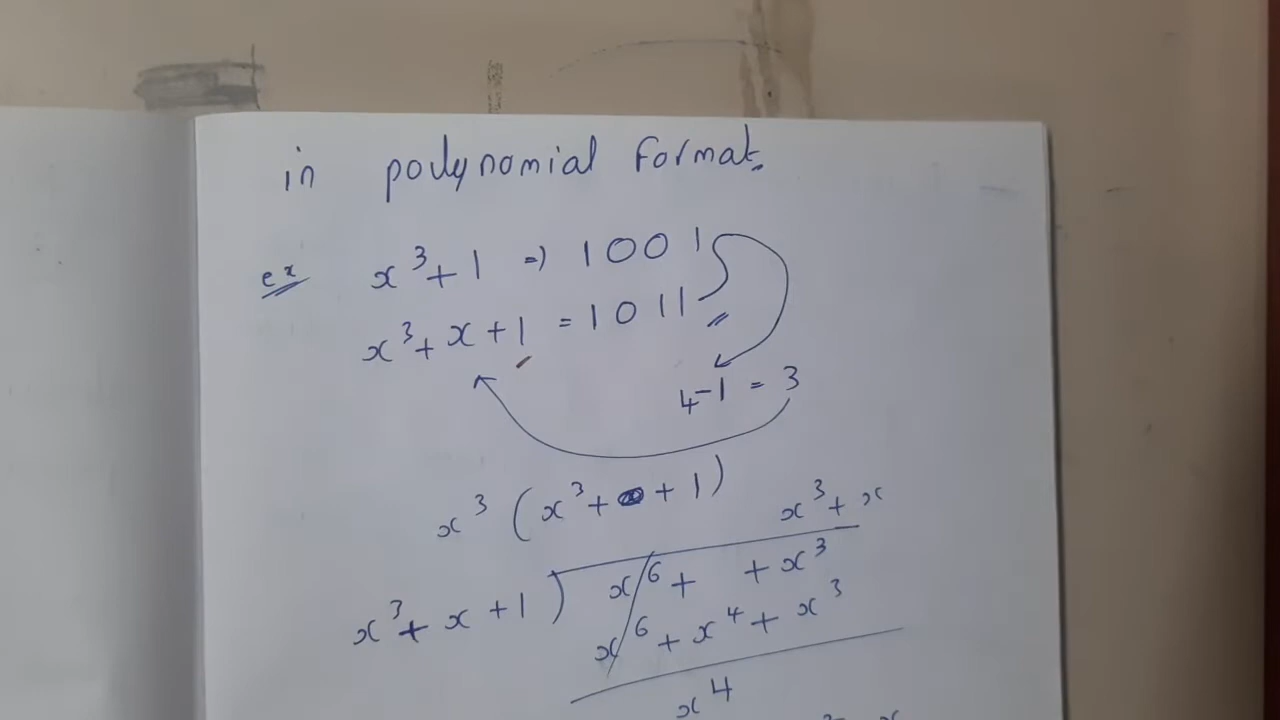 in polynomial format.
ex x³+1 => 1001
x³+x+1 = 1011
4-1 = 3
x³(x³+ +1)
x³+x
x³+x+1)x⁶+ +x³
x⁶+x⁴+x³
x⁴